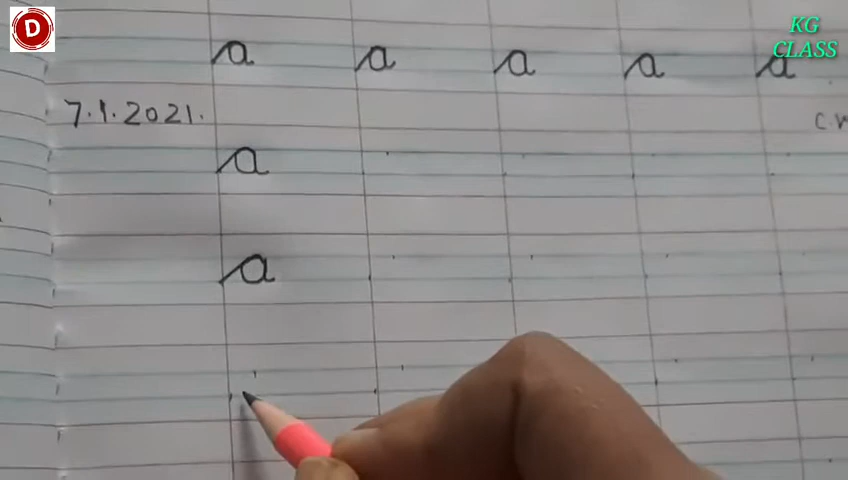 D
KG
CLASS
a a a a a
7.1.2021.
a
a